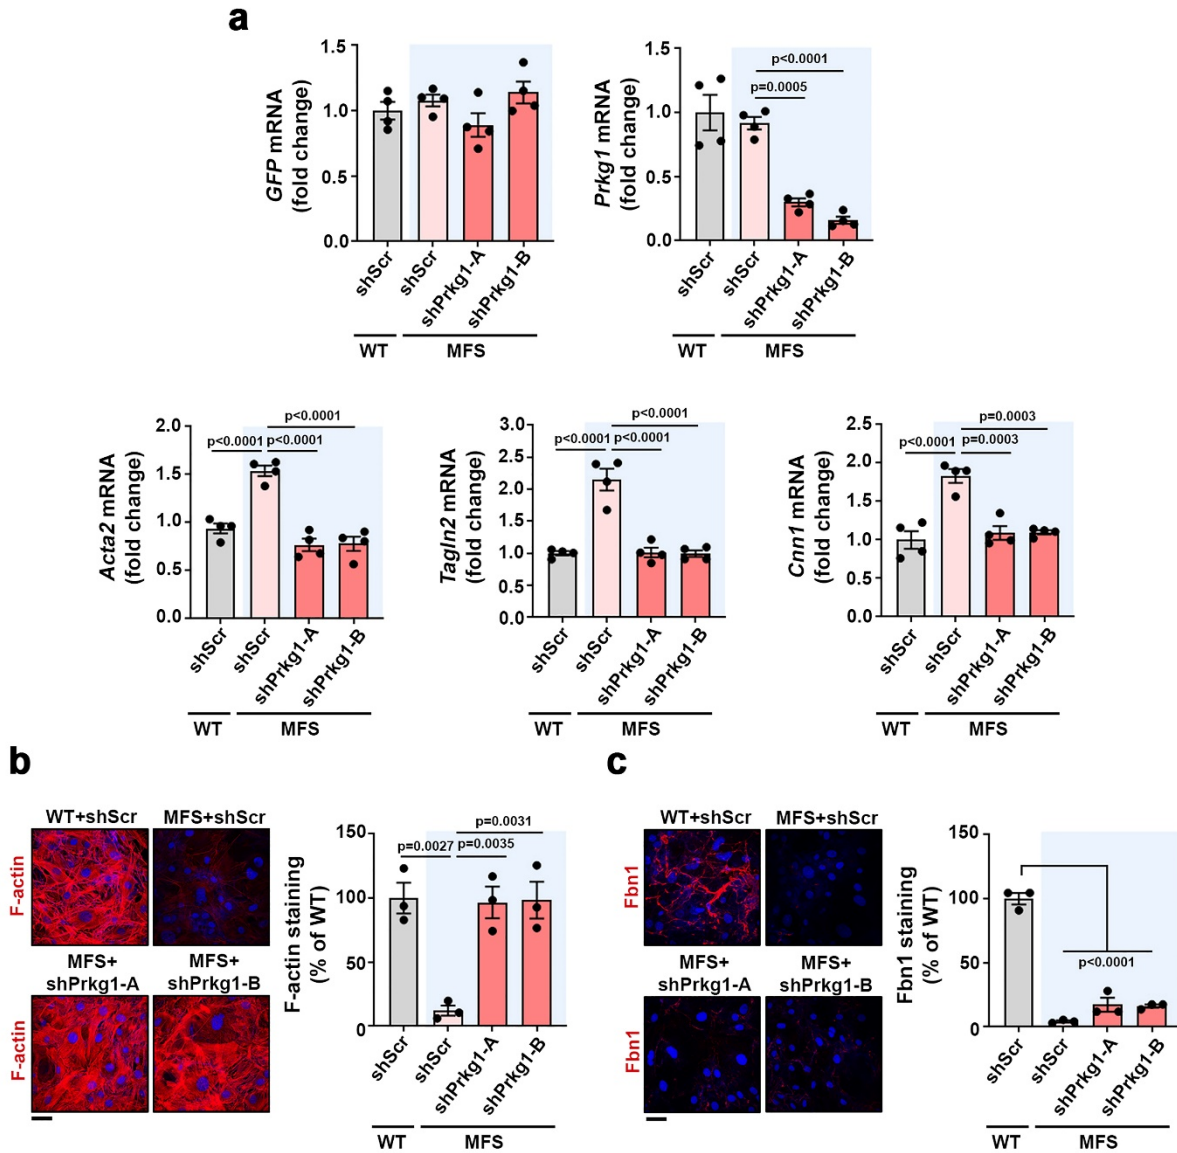 a
GFP mRNA
(fold change)
1.5
1.0
0.5
0.0
shScr
shScr
shPrkg1-A
shPrkg1-B
WT
MFS
Prkg1 mRNA
(fold change)
1.5
1.0
0.5
0.0
p<0.0001
p=0.0005
shScr
shScr
shPrkg1-A
shPrkg1-B
WT
MFS
Acta2 mRNA
(fold change)
2.0
1.5
1.0
0.5
0.0
p<0.0001
p<0.0001
p<0.0001
shScr
shScr
shPrkg1-A
shPrkg1-B
WT
MFS
Tagln2 mRNA
(fold change)
3.0
2.5
2.0
1.5
1.0
0.5
0.0
p<0.0001
p<0.0001
p<0.0001
shScr
shScr
shPrkg1-A
shPrkg1-B
WT
MFS
Cnn1 mRNA
(fold change)
2.5
2.0
1.5
1.0
0.5
0.0
p=0.0003
p<0.0001
p=0.0003
shScr
shScr
shPrkg1-A
shPrkg1-B
WT
MFS
b
WT+shScr
MFS+shScr
F-actin
MFS+
shPrkg1-A
MFS+
shPrkg1-B
F-actin
F-actin staining
(% of WT)
150
100
50
0
p=0.0031
p=0.0027
p=0.0035
shScr
shScr
shPrkg1-A
shPrkg1-B
WT
MFS
c
WT+shScr
MFS+shScr
Fbn1
MFS+
shPrkg1-A
MFS+
shPrkg1-B
Fbn1
Fbn1 staining
(% of WT)
150
100
50
0
p<0.0001
shScr
shScr
shPrkg1-A
shPrkg1-B
WT
MFS